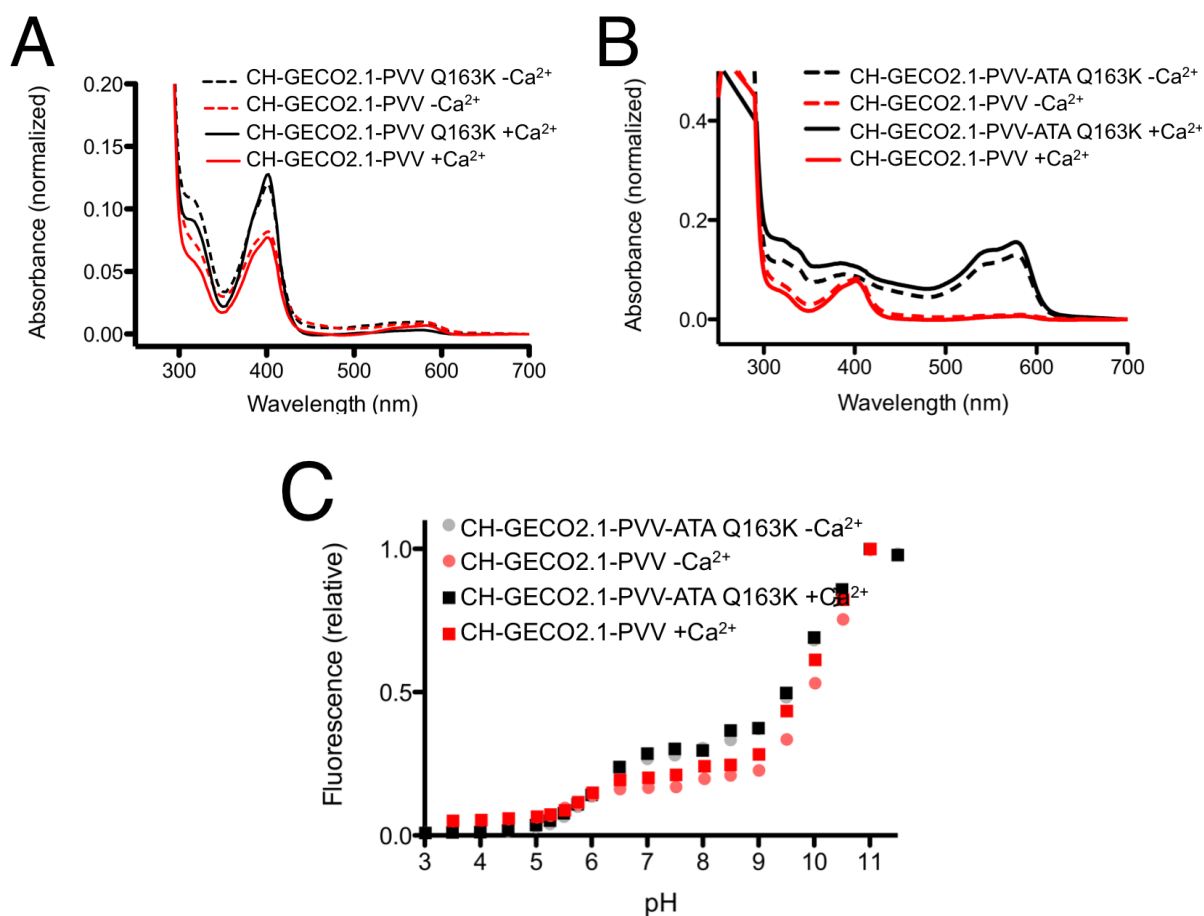 A
CH-GECO2.1-PVV Q163K -Ca²⁺
CH-GECO2.1-PVV -Ca²⁺
CH-GECO2.1-PVV Q163K +Ca²⁺
CH-GECO2.1-PVV +Ca²⁺
Absorbance (normalized)
0.20
0.15
0.10
0.05
0.00
300 400 500 600 700
Wavelength (nm)
B
CH-GECO2.1-PVV-ATA Q163K -Ca²⁺
CH-GECO2.1-PVV -Ca²⁺
CH-GECO2.1-PVV-ATA Q163K +Ca²⁺
CH-GECO2.1-PVV +Ca²⁺
Absorbance (normalized)
0.4
0.2
0.0
300 400 500 600 700
Wavelength (nm)
C
CH-GECO2.1-PVV-ATA Q163K -Ca²⁺
CH-GECO2.1-PVV -Ca²⁺
CH-GECO2.1-PVV-ATA Q163K +Ca²⁺
CH-GECO2.1-PVV +Ca²⁺
Fluorescence (relative)
1.0
0.5
0.0
3 4 5 6 7 8 9 10 11
pH